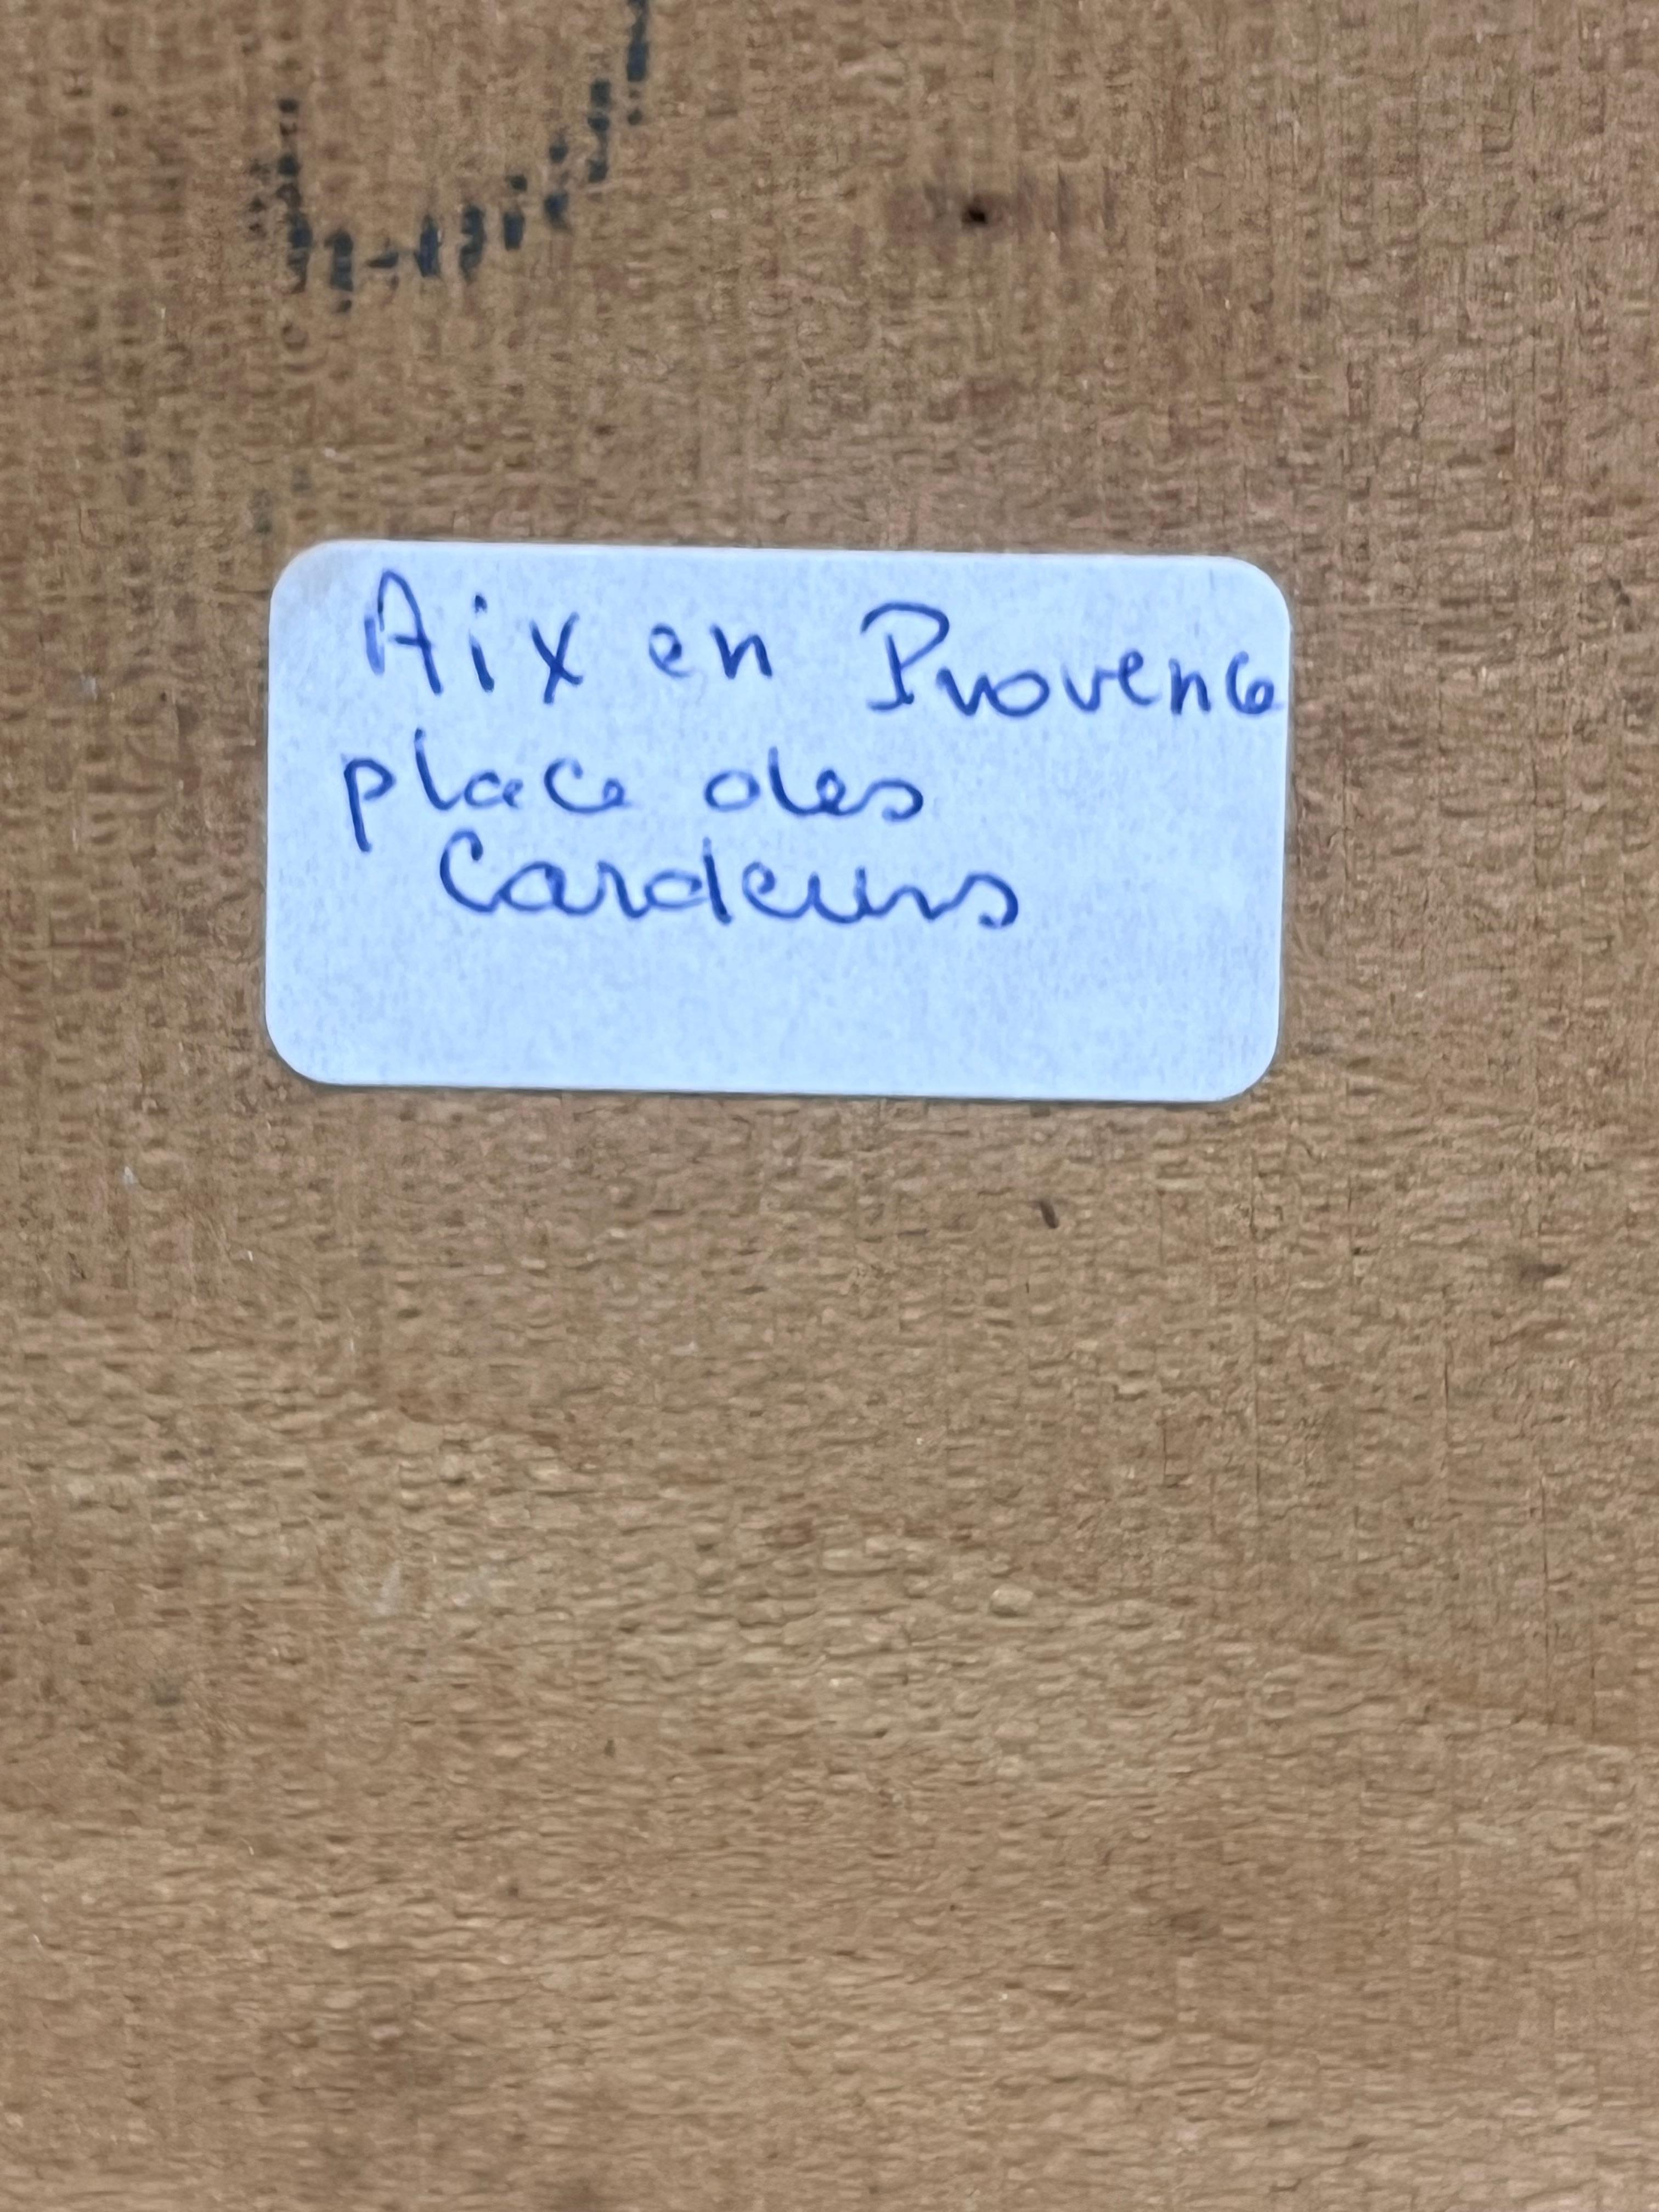 Aix en Provence
place des
Cardeurs